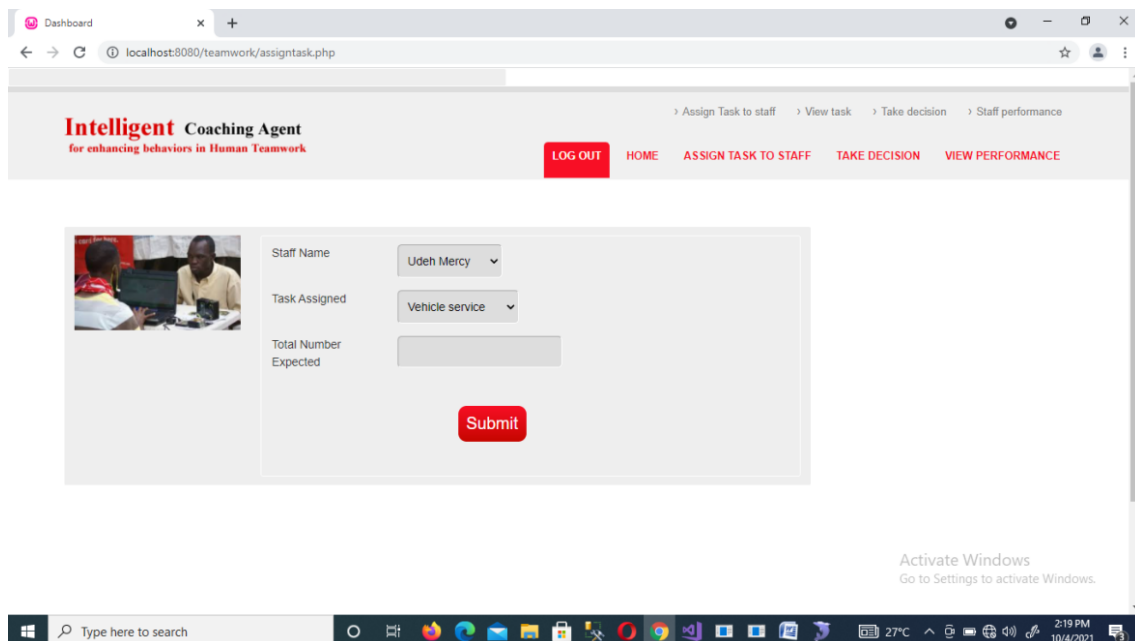 Dashboard
localhost:8080/teamwork/assigntask.php
› Assign Task to staff › View task › Take decision › Staff performance
Intelligent Coaching Agent
for enhancing behaviors in Human Teamwork
LOG OUT HOME ASSIGN TASK TO STAFF TAKE DECISION VIEW PERFORMANCE
Staff Name Udeh Mercy
Task Assigned Vehicle service
Total Number
Expected
Submit
Activate Windows
Go to Settings to activate Windows.
Type here to search 27°C 2:19 PM
10/4/2021